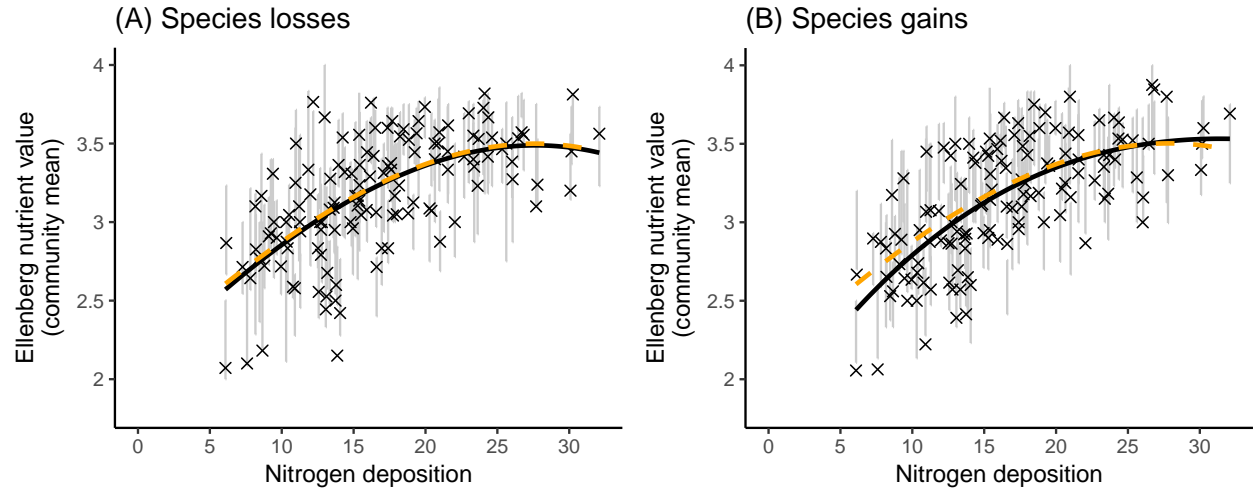 (A) Species losses
Ellenberg nutrient value
(community mean)
4
3.5
3
2.5
2
0 5 10 15 20 25 30
Nitrogen deposition
(B) Species gains
Ellenberg nutrient value
(community mean)
4
3.5
3
2.5
2
0 5 10 15 20 25 30
Nitrogen deposition